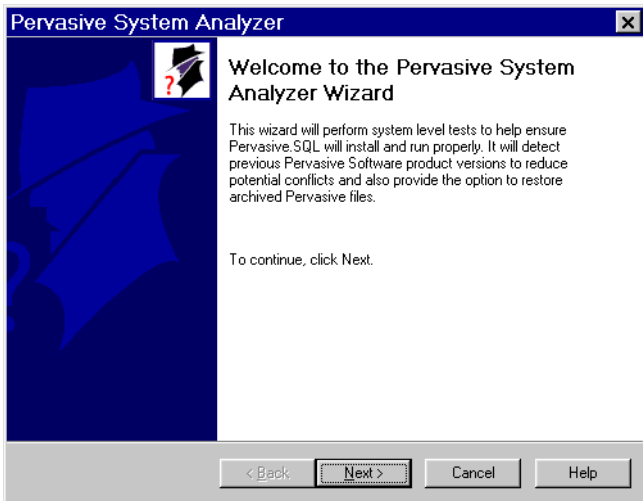 Pervasive System Analyzer
?
Welcome to the Pervasive System
Analyzer Wizard
This wizard will perform system level tests to help ensure
Pervasive.SQL will install and run properly. It will detect
previous Pervasive Software product versions to reduce
potential conflicts and also provide the option to restore
archived Pervasive files.
To continue, click Next.
< Back
Next >
Cancel
Help